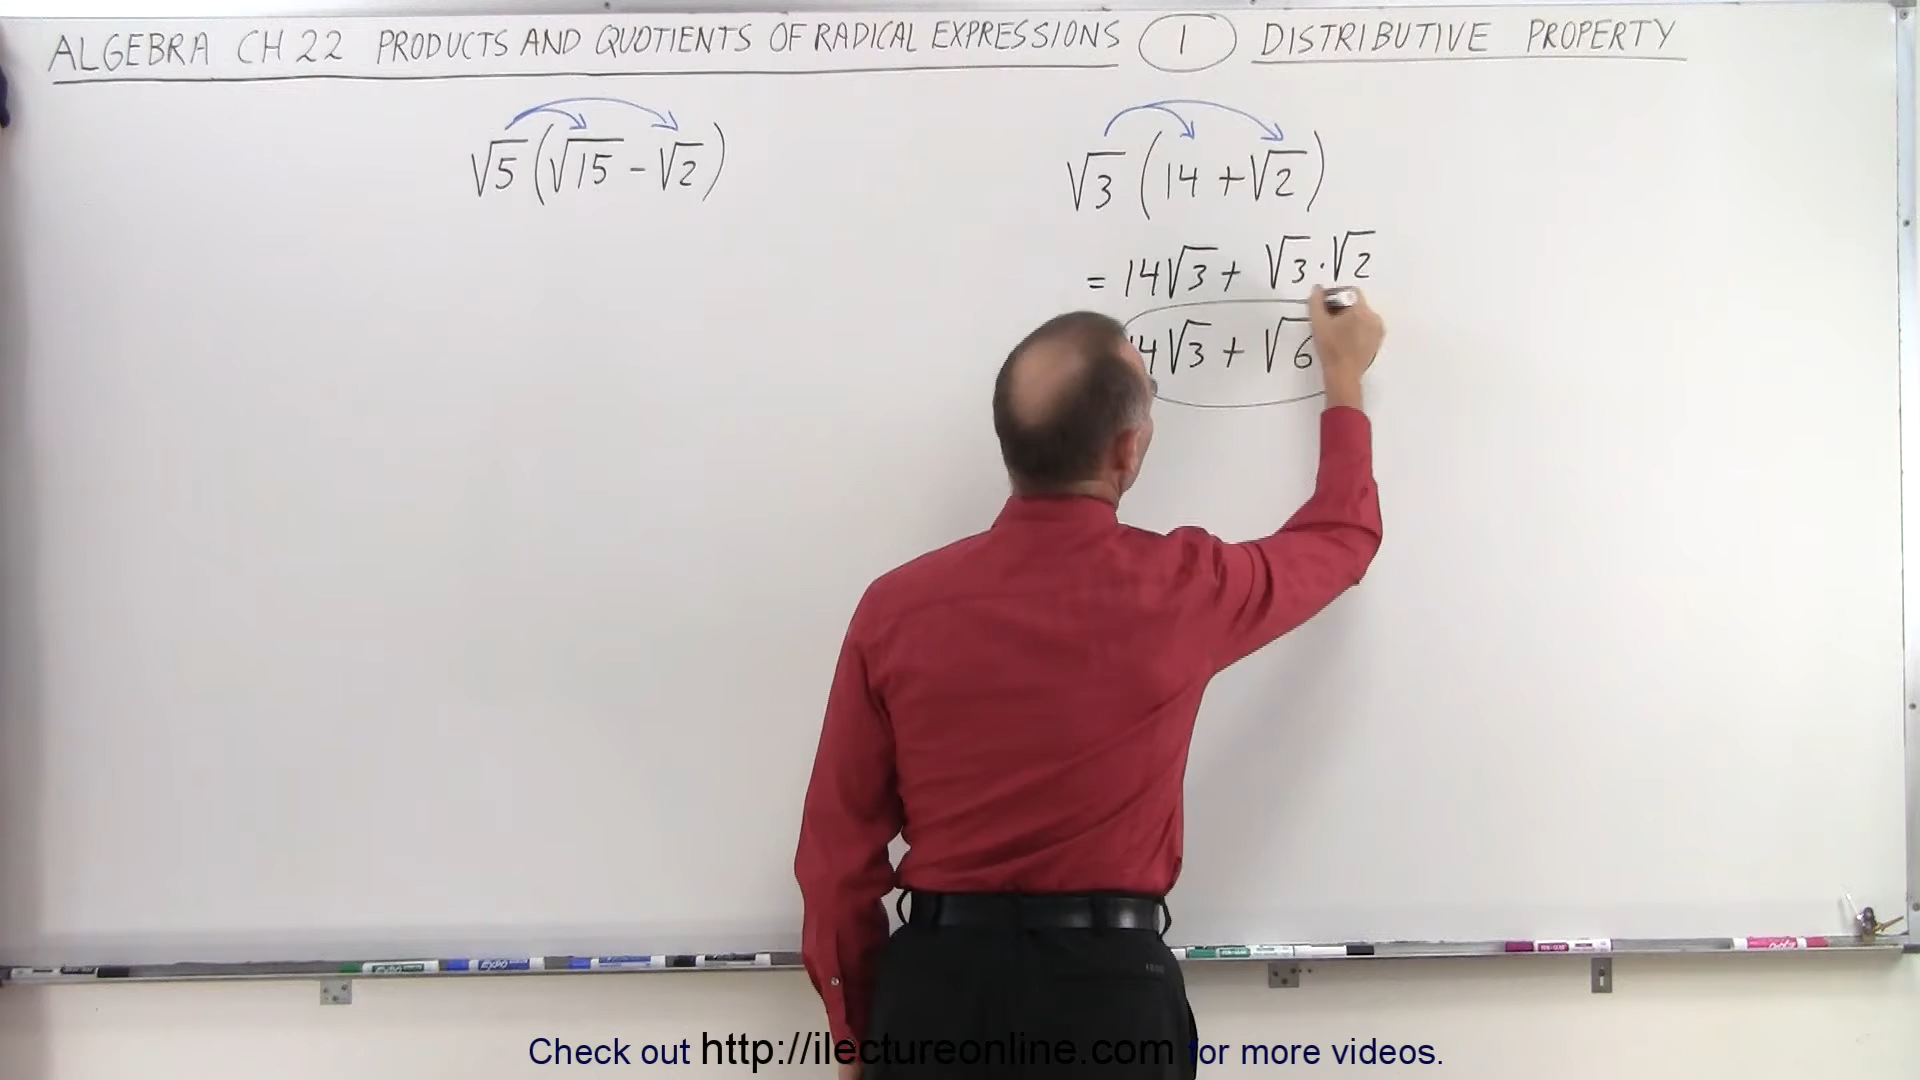 ALGEBRA CH 22 PRODUCTS AND QUOTIENTS OF RADICAL EXPRESSIONS 1 DISTRIBUTIVE PROPERTY
√5(√15 - √2)
√3(14 + √2)
= 14√3 + √3·√2
4√3 + √6
Check out http://ilectureonline.com for more videos.